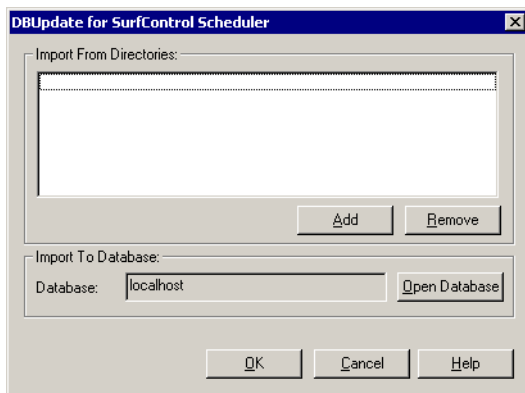 DBUpdate for SurfControl Scheduler
Import From Directories:
Add Remove
Import To Database:
Database: localhost Open Database
OK Cancel Help